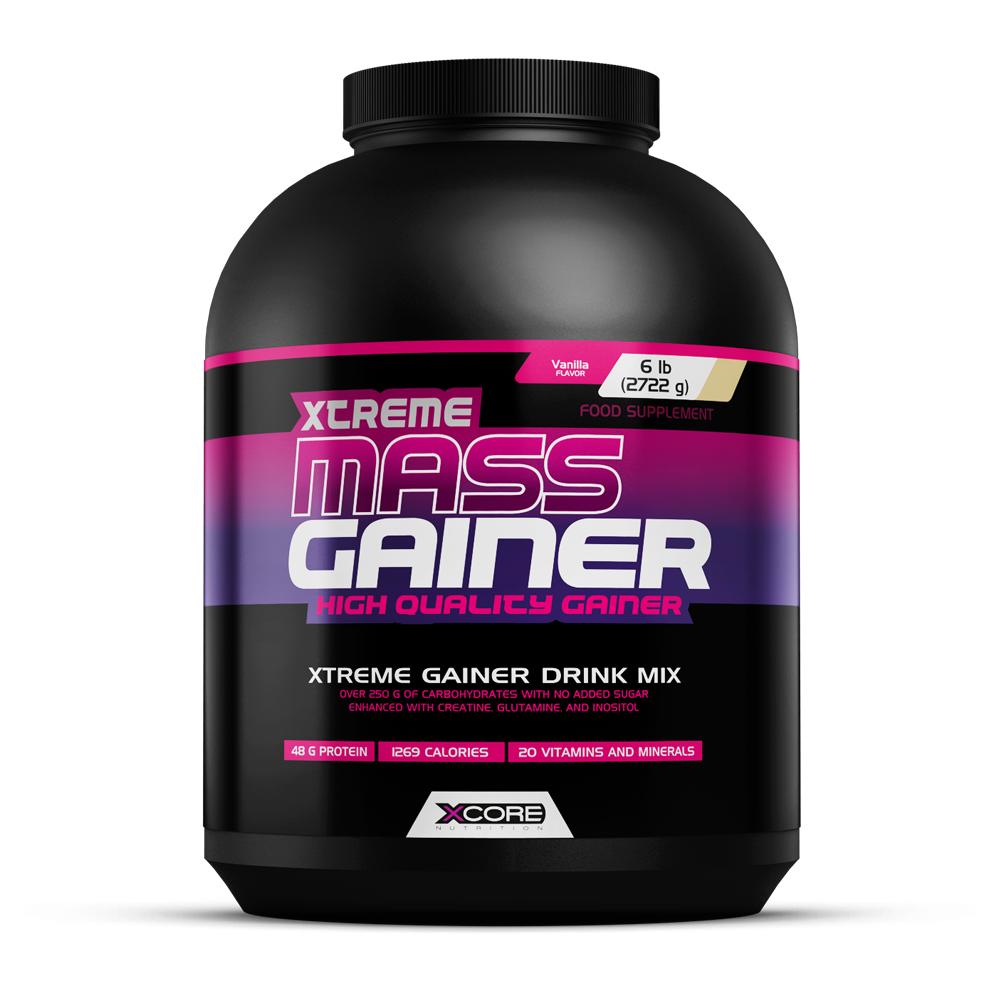 Vanilla
FLAVOR
6 lb
(2722 g)
FOOD SUPPLEMENT
XTREME
MASS
GAINER
HIGH QUALITY GAINER
XTREME GAINER DRINK MIX
OVER 250 G OF CARBOHYDRATES WITH NO ADDED SUGAR
ENHANCED WITH CREATINE, GLUTAMINE, AND INOSITOL
48 G PROTEIN
1269 CALORIES
20 VITAMINS AND MINERALS
XCORE
NUTRITION